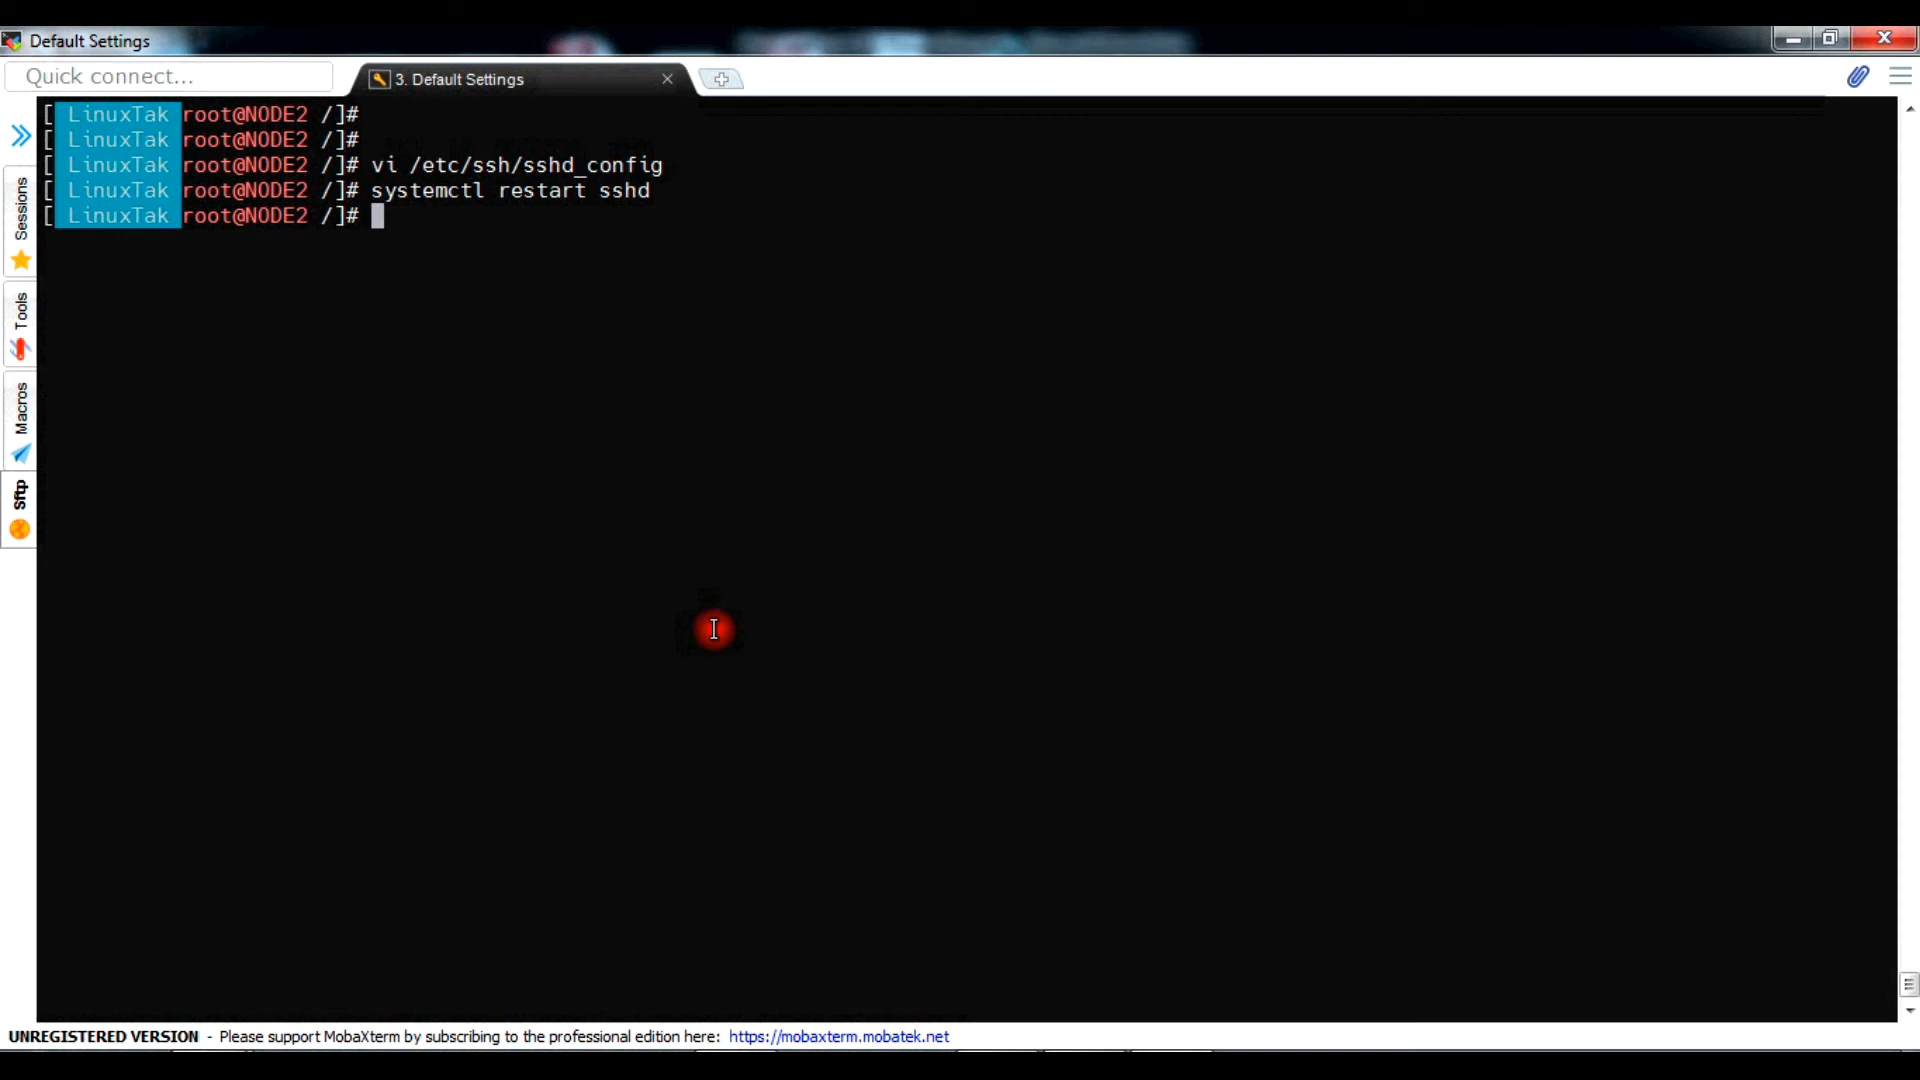 Default Settings
Quick connect...
3. Default Settings
[ LinuxTak root@NODE2 /]#
[ LinuxTak root@NODE2 /]#
[ LinuxTak root@NODE2 /]# vi /etc/ssh/sshd_config
[ LinuxTak root@NODE2 /]# systemctl restart sshd
[ LinuxTak root@NODE2 /]#
Sessions
Tools
Macros
Sftp
UNREGISTERED VERSION - Please support MobaXterm by subscribing to the professional edition here: https://mobaxterm.mobatek.net